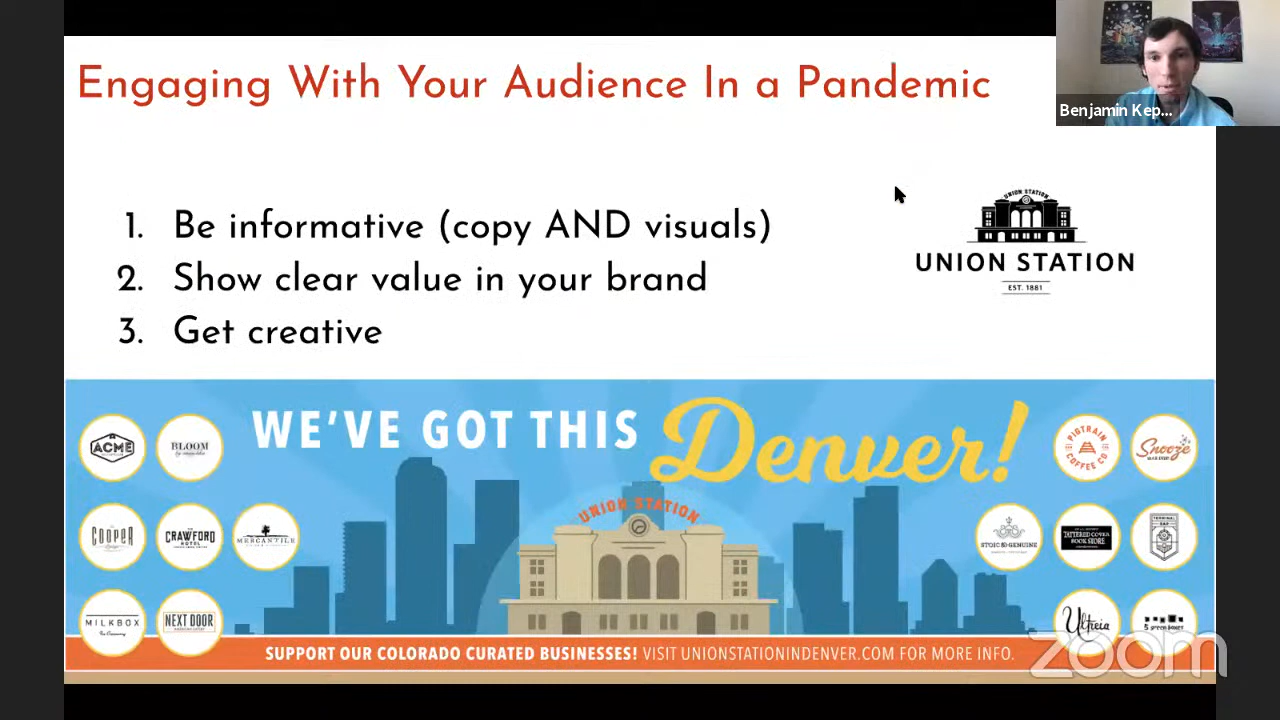 Engaging With Your Audience In a Pandemic
Benjamin Kep...
1. Be informative (copy AND visuals)
2. Show clear value in your brand
3. Get creative
UNION STATION
UNION STATION
EST. 1881
WE'VE GOT THIS Denver!
UNION STATION
ACME
BLOOM
COOPER
THE CRAWFORD HOTEL
MERCANTILE
MILKBOX
Ice Creamery
NEXT DOOR
PIGTRAIN COFFEE CO
Snooze
STOIC & GENUINE
TATTERED COVER
BOOK STORE
TERMINAL BAR
Ultreia
5 GREEN BOXES
SUPPORT OUR COLORADO CURATED BUSINESSES! VISIT UNIONSTATIONINDENVER.COM FOR MORE INFO.
zoom